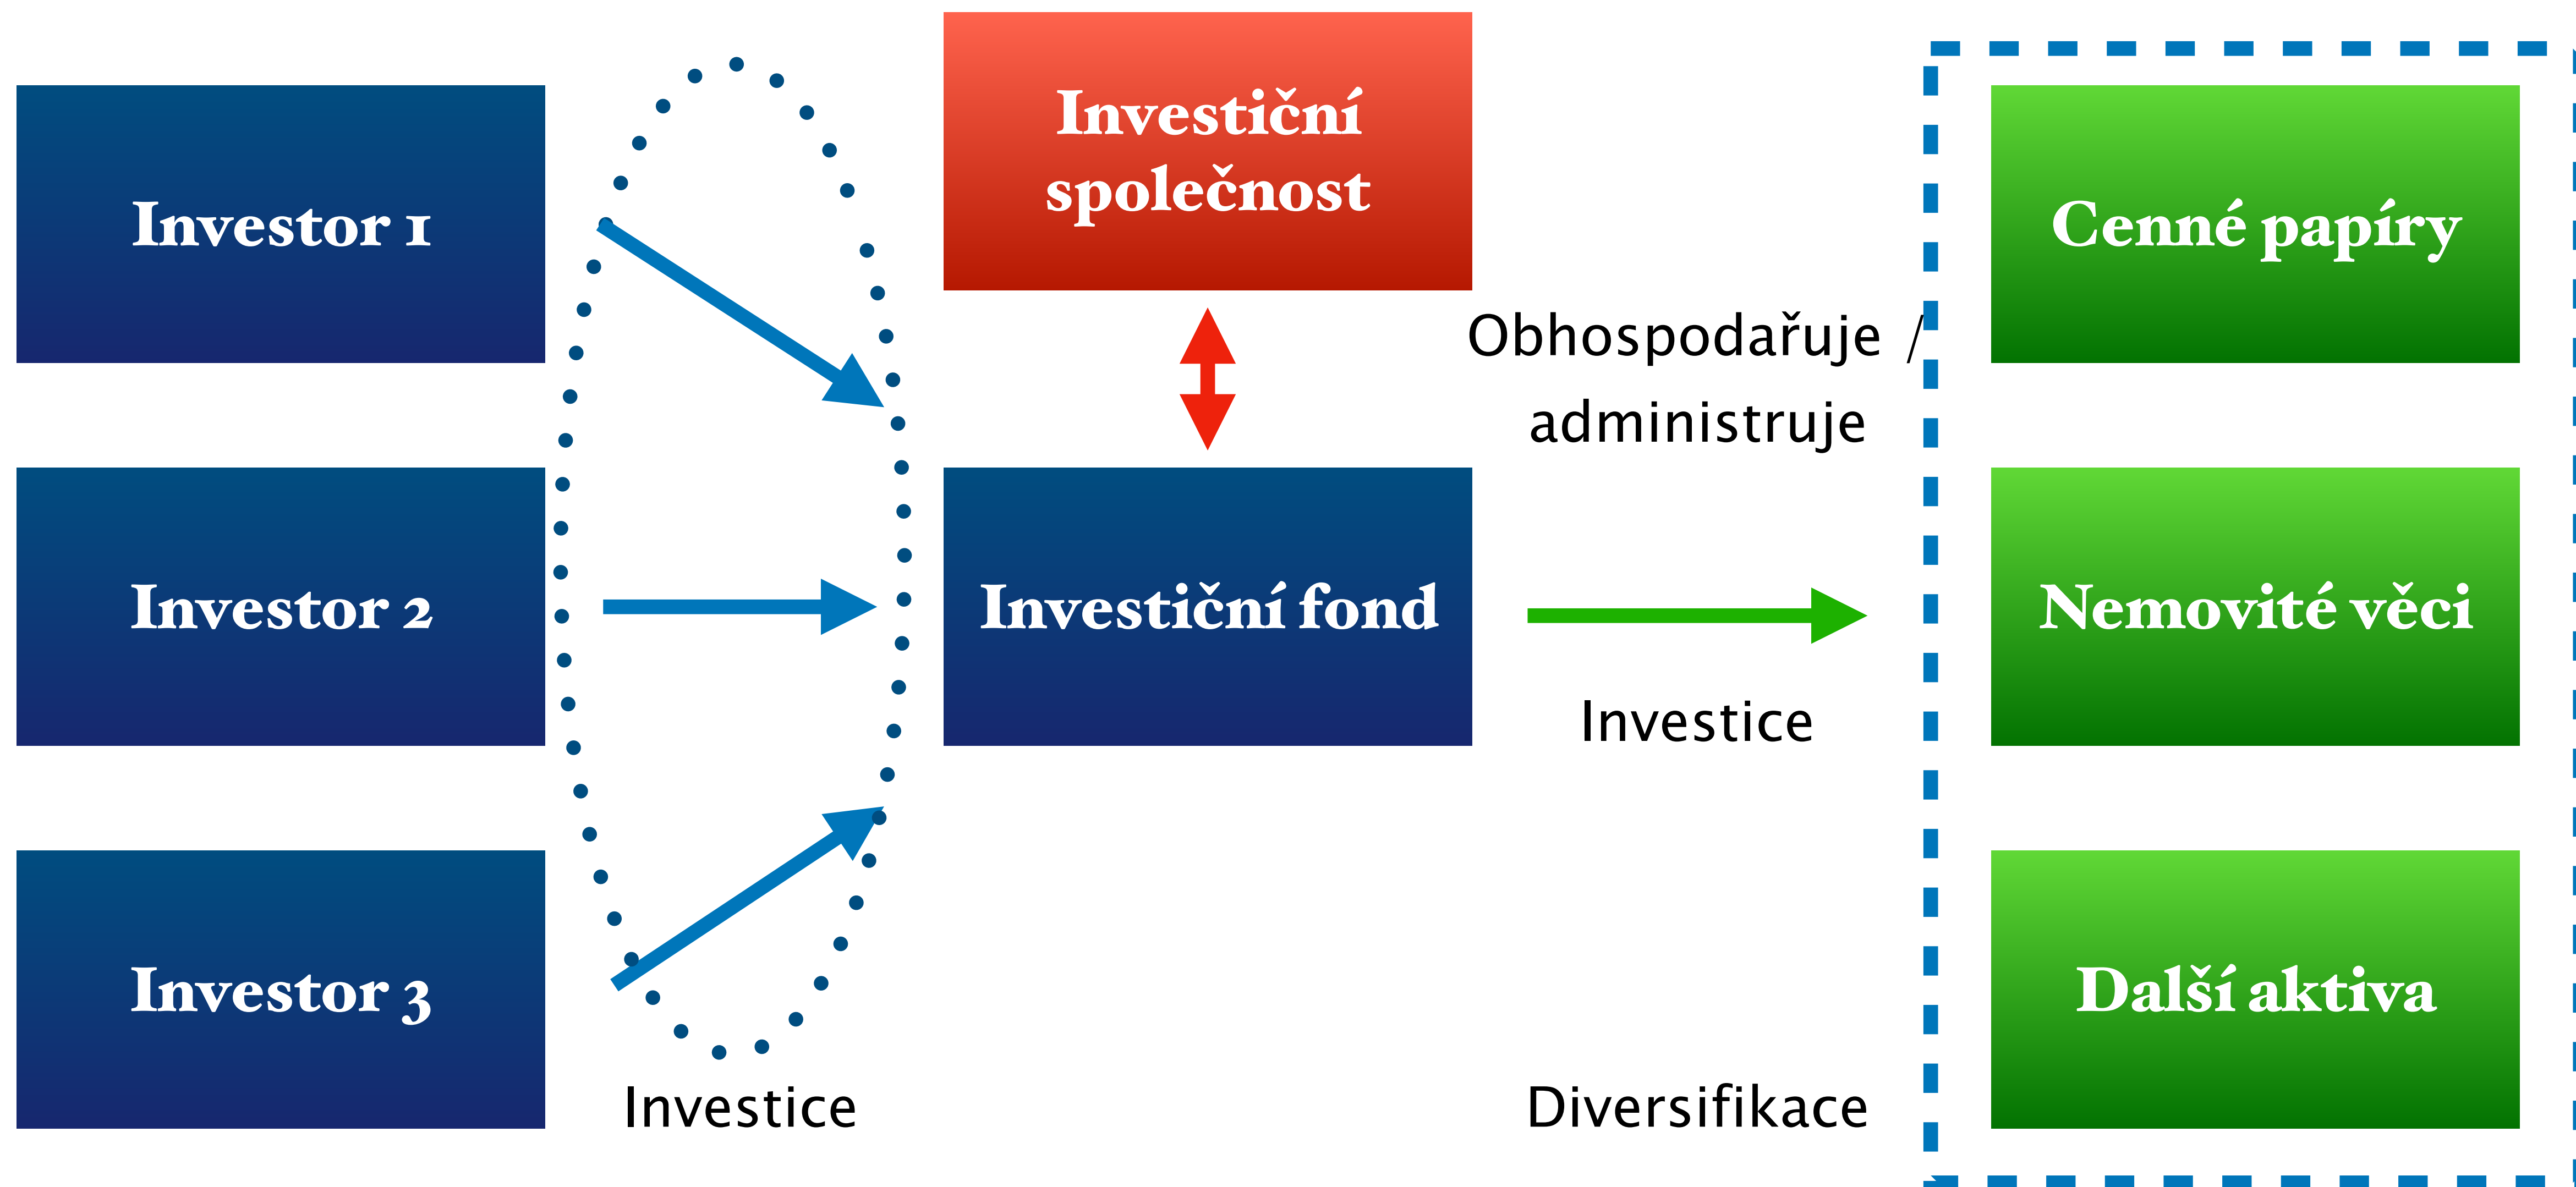 Investor 1
Investiční
společnost
Cenné papíry
Obhospodařuje /
administruje
Investor 2
Investiční fond
Nemovité věci
Investice
Investor 3
Další aktiva
Investice
Diversifikace